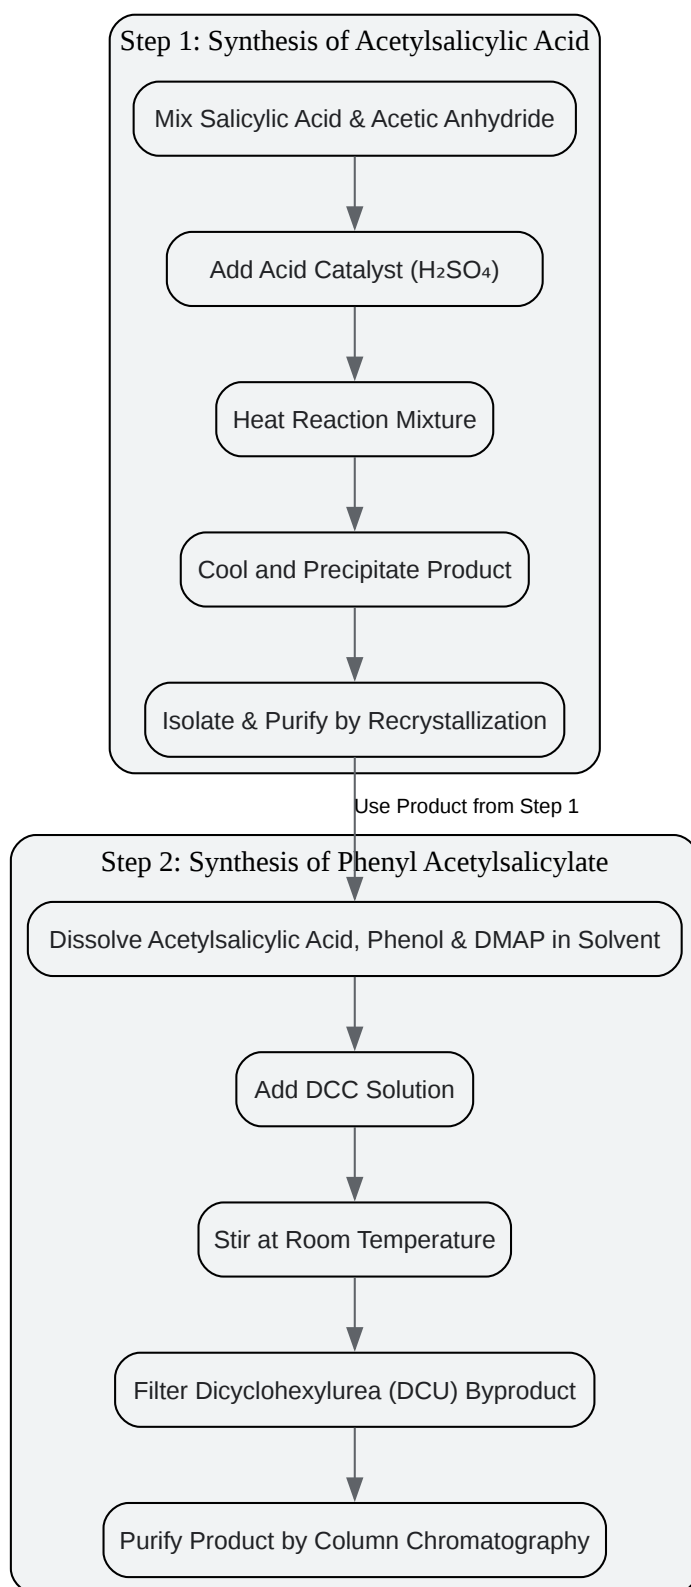 Step 1: Synthesis of Acetylsalicylic Acid
Mix Salicylic Acid & Acetic Anhydride
Add Acid Catalyst (H₂SO₄)
Heat Reaction Mixture
Cool and Precipitate Product
Isolate & Purify by Recrystallization
Use Product from Step 1
Step 2: Synthesis of Phenyl Acetylsalicylate
Dissolve Acetylsalicylic Acid, Phenol & DMAP in Solvent
Add DCC Solution
Stir at Room Temperature
Filter Dicyclohexylurea (DCU) Byproduct
Purify Product by Column Chromatography